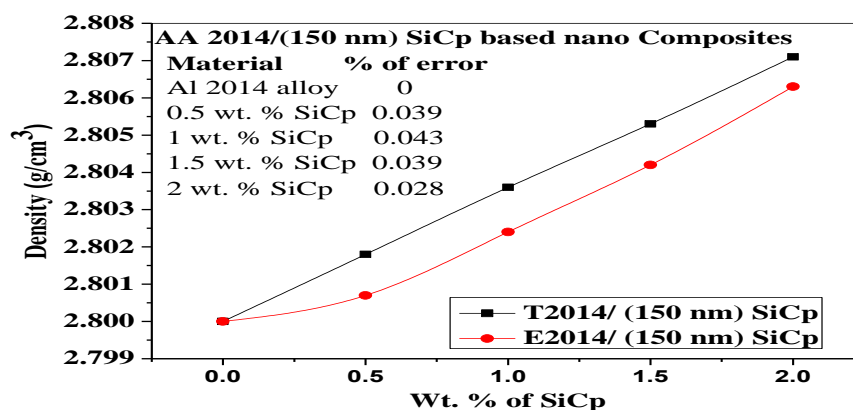 AA 2014/(150 nm) SiCp based nano Composites
Material % of error
Al 2014 alloy 0
0.5 wt. % SiCp 0.039
1 wt. % SiCp 0.043
1.5 wt. % SiCp 0.039
2 wt. % SiCp 0.028
Density (g/cm³)
2.808
2.807
2.806
2.805
2.804
2.803
2.802
2.801
2.800
2.799
T2014/ (150 nm) SiCp
E2014/ (150 nm) SiCp
0.0 0.5 1.0 1.5 2.0
Wt. % of SiCp